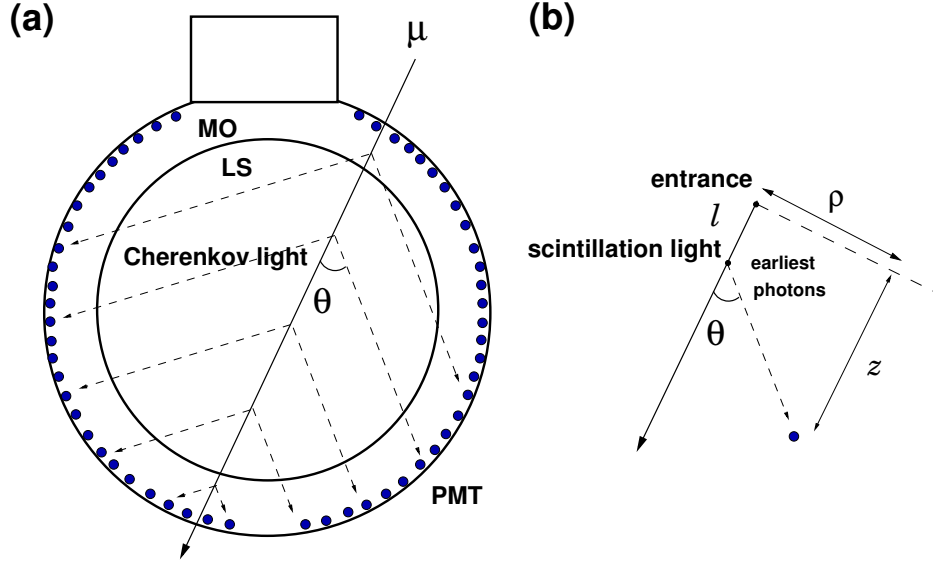 (a)
μ
MO
LS
Cherenkov light
θ
PMT
(b)
entrance
ρ
l
scintillation light
earliest
photons
θ
z